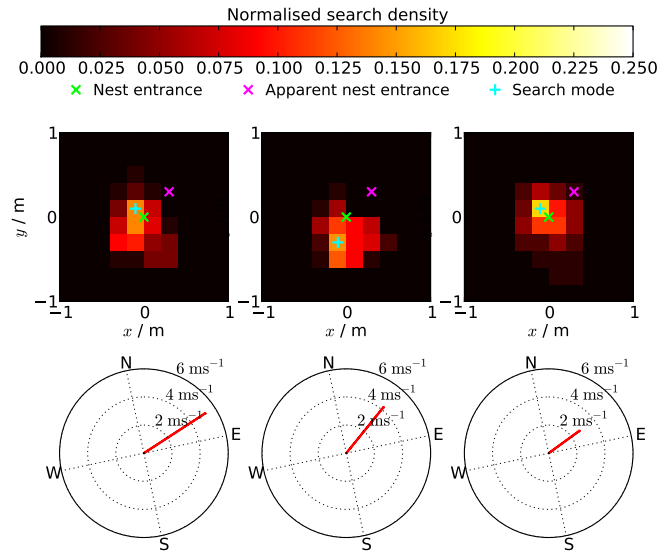 Normalised search density
0.000 0.025 0.050 0.075 0.100 0.125 0.150 0.175 0.200 0.225 0.250
Nest entrance Apparent nest entrance Search mode
1 1 1
y / m 0 0 0
−1 −1 −1
−1 0 1 −1 0 1 −1 0 1
x / m x / m x / m
N 6 ms⁻¹ N 6 ms⁻¹ N 6 ms⁻¹
4 ms⁻¹ 4 ms⁻¹ 4 ms⁻¹
2 ms⁻¹ 2 ms⁻¹ 2 ms⁻¹
E E E
W W W
S S S